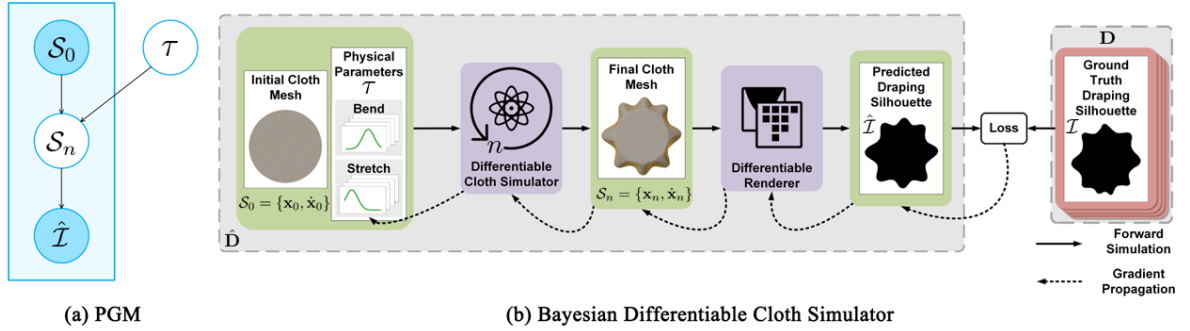 𝒮₀
τ
𝒮ₙ
Î
(a) PGM
Initial Cloth
Mesh
𝒮₀ = {x₀, ẋ₀}
Physical
Parameters
τ
Bend
Stretch
D̂
n
Differentiable
Cloth Simulator
Final Cloth
Mesh
𝒮ₙ = {xₙ, ẋₙ}
Differentiable
Renderer
Predicted
Draping
Silhouette
Î
Loss
D
Ground
Truth
Draping
Silhouette
I
Forward
Simulation
Gradient
Propagation
(b) Bayesian Differentiable Cloth Simulator